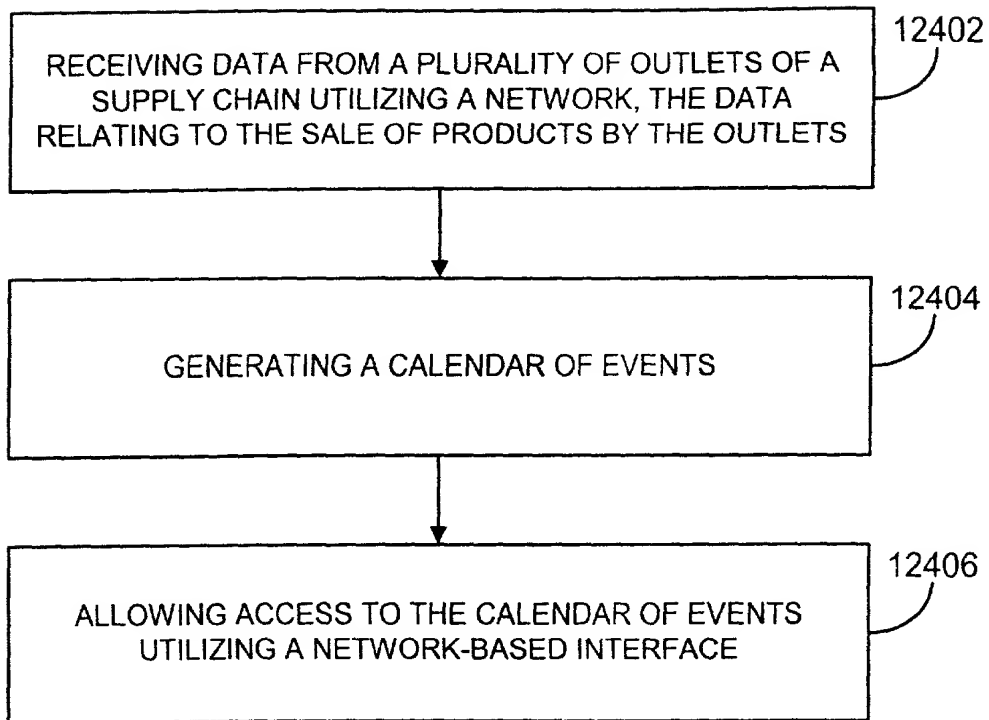 12402
RECEIVING DATA FROM A PLURALITY OF OUTLETS OF A
SUPPLY CHAIN UTILIZING A NETWORK, THE DATA
RELATING TO THE SALE OF PRODUCTS BY THE OUTLETS
12404
GENERATING A CALENDAR OF EVENTS
12406
ALLOWING ACCESS TO THE CALENDAR OF EVENTS
UTILIZING A NETWORK-BASED INTERFACE